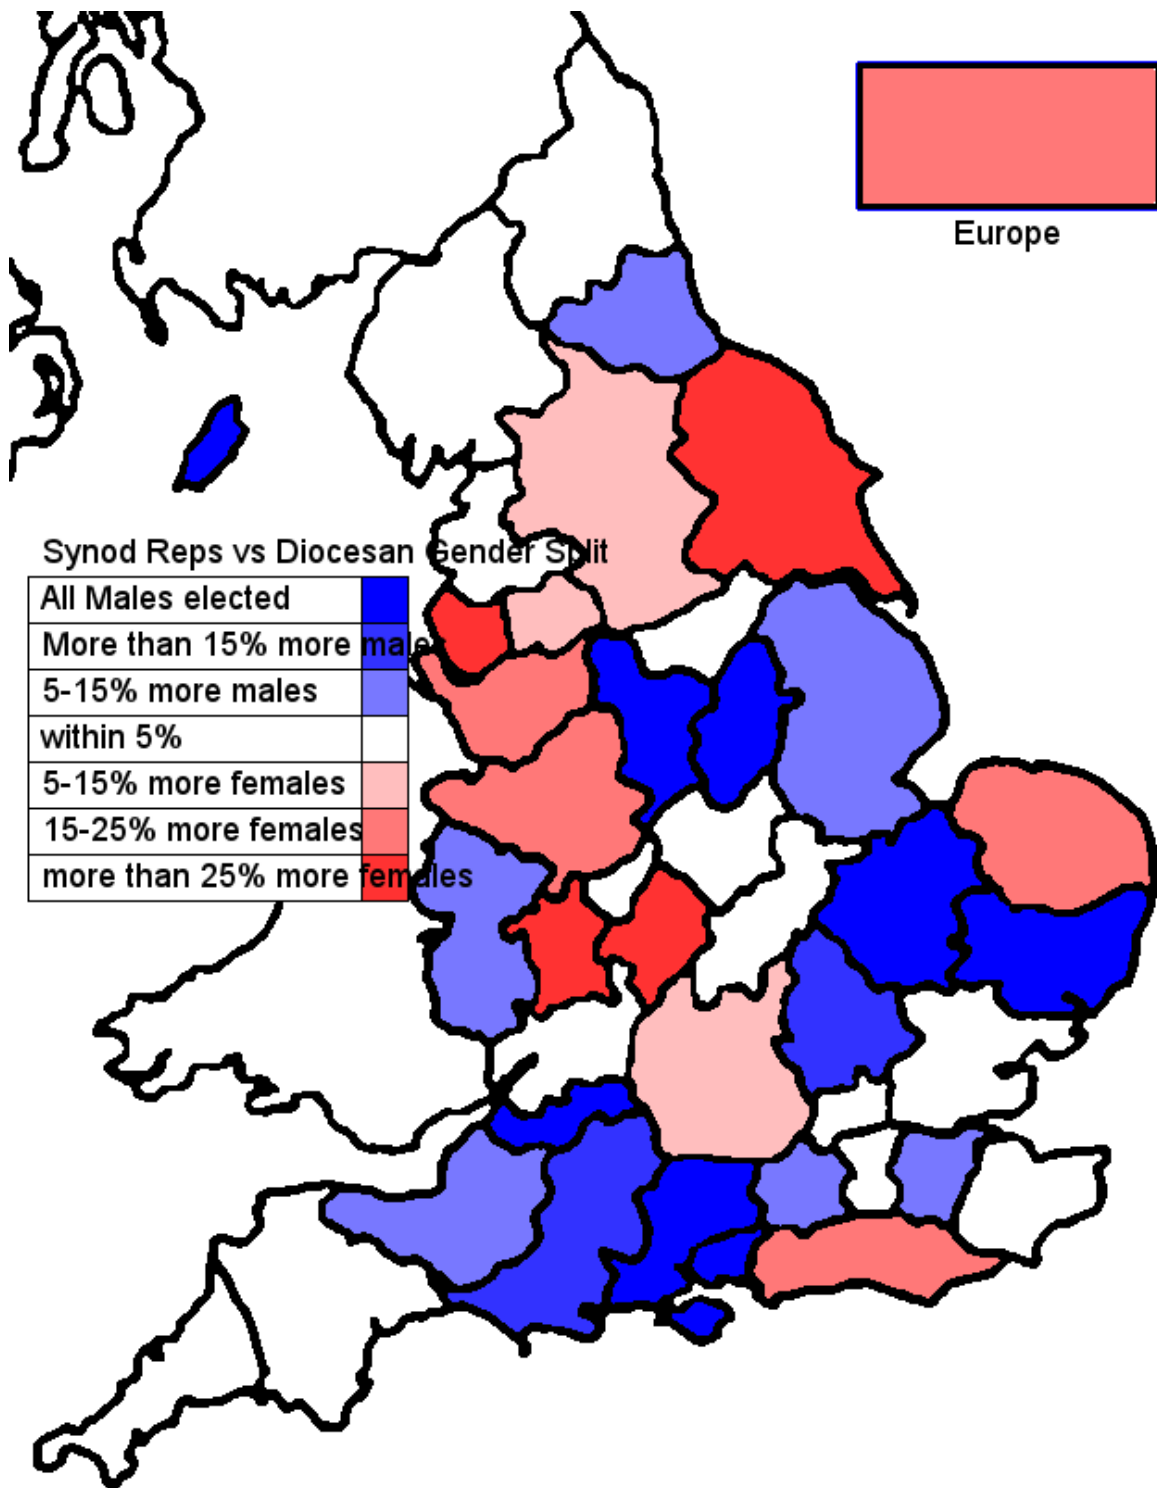 Europe
Synod Reps vs Diocesan Gender Split
All Males elected
More than 15% more males
5-15% more males
within 5%
5-15% more females
15-25% more females
more than 25% more females